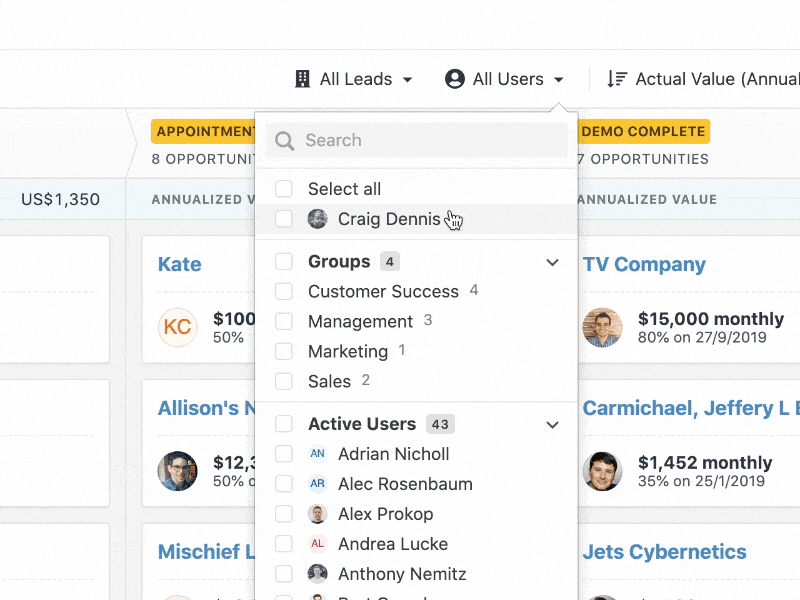 All Leads
All Users
Actual Value (Annual
APPOINTMENT
8 OPPORTUNITI
DEMO COMPLETE
7 OPPORTUNITIES
US$1,350
ANNUALIZED V
ANNUALIZED VALUE
Search
Select all
Craig Dennis
Groups 4
Customer Success 4
Management 3
Marketing 1
Sales 2
Active Users 43
AN Adrian Nicholl
AR Alec Rosenbaum
Alex Prokop
AL Andrea Lucke
Anthony Nemitz
Kate
KC
$100
50%
Allison's N
$12,3
50% o
Mischief L
TV Company
$15,000 monthly
80% on 27/9/2019
Carmichael, Jeffery L E
$1,452 monthly
35% on 25/1/2019
Jets Cybernetics